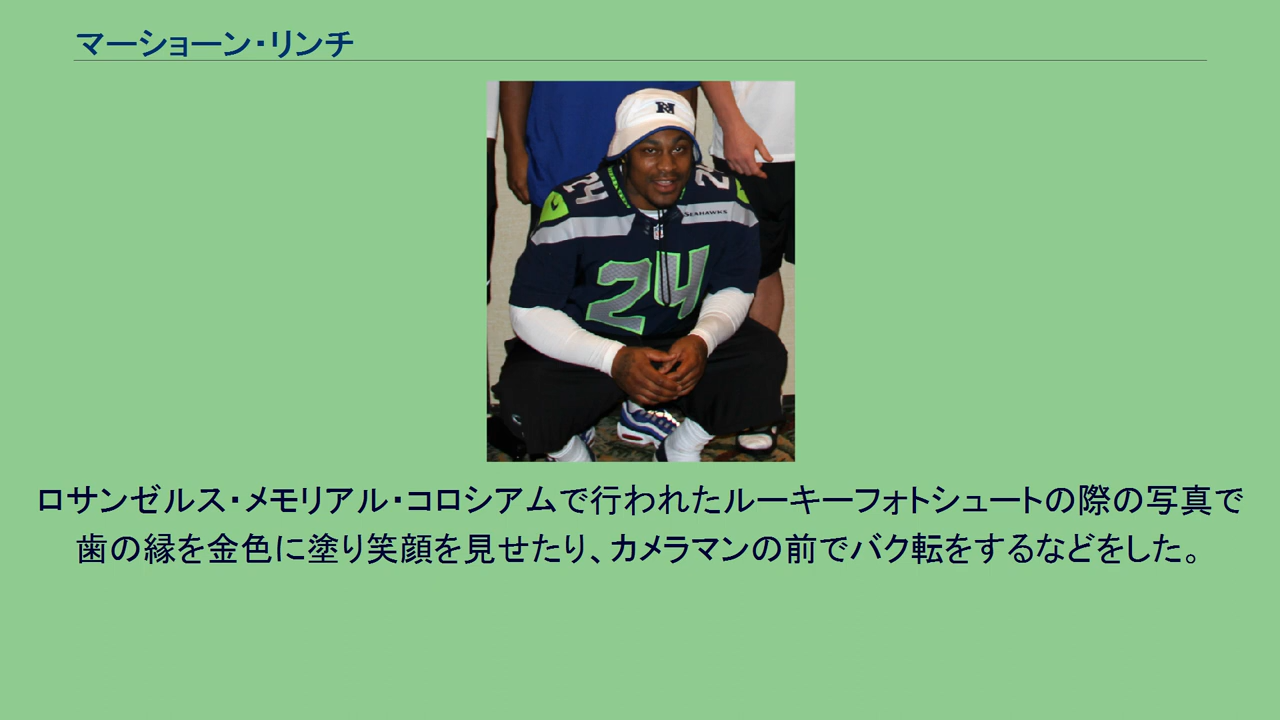 マーショーン・リンチ
24
24
SEAHAWKS
24
ロサンゼルス・メモリアル・コロシアムで行われたルーキーフォトシュートの際の写真で
歯の縁を金色に塗り笑顔を見せたり、カメラマンの前でバク転をするなどをした。